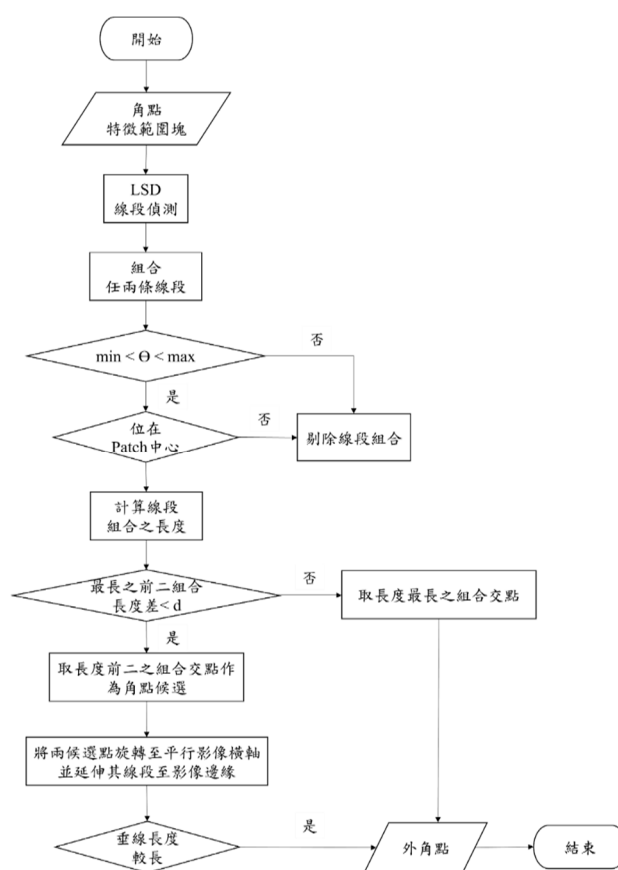 開始
角點
特徵範圍塊
LSD
線段偵測
組合
任兩條線段
min < Θ < max
否
是
位在
Patch中心
否
剔除線段組合
計算線段
組合之長度
最長之前二組合
長度差< d
否
取長度最長之組合交點
是
取長度前二之組合交點作
為角點候選
將兩候選點旋轉至平行影像橫軸
並延伸其線段至影像邊緣
垂線長度
較長
是
外角點
結束